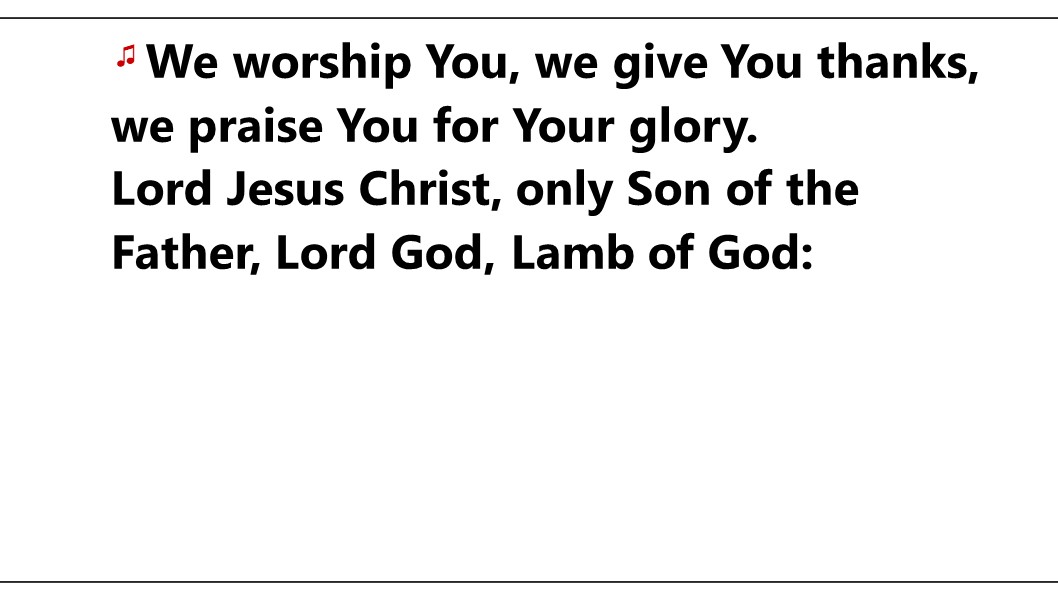 ♫ We worship You, we give You thanks,
we praise You for Your glory.
Lord Jesus Christ, only Son of the
Father, Lord God, Lamb of God: